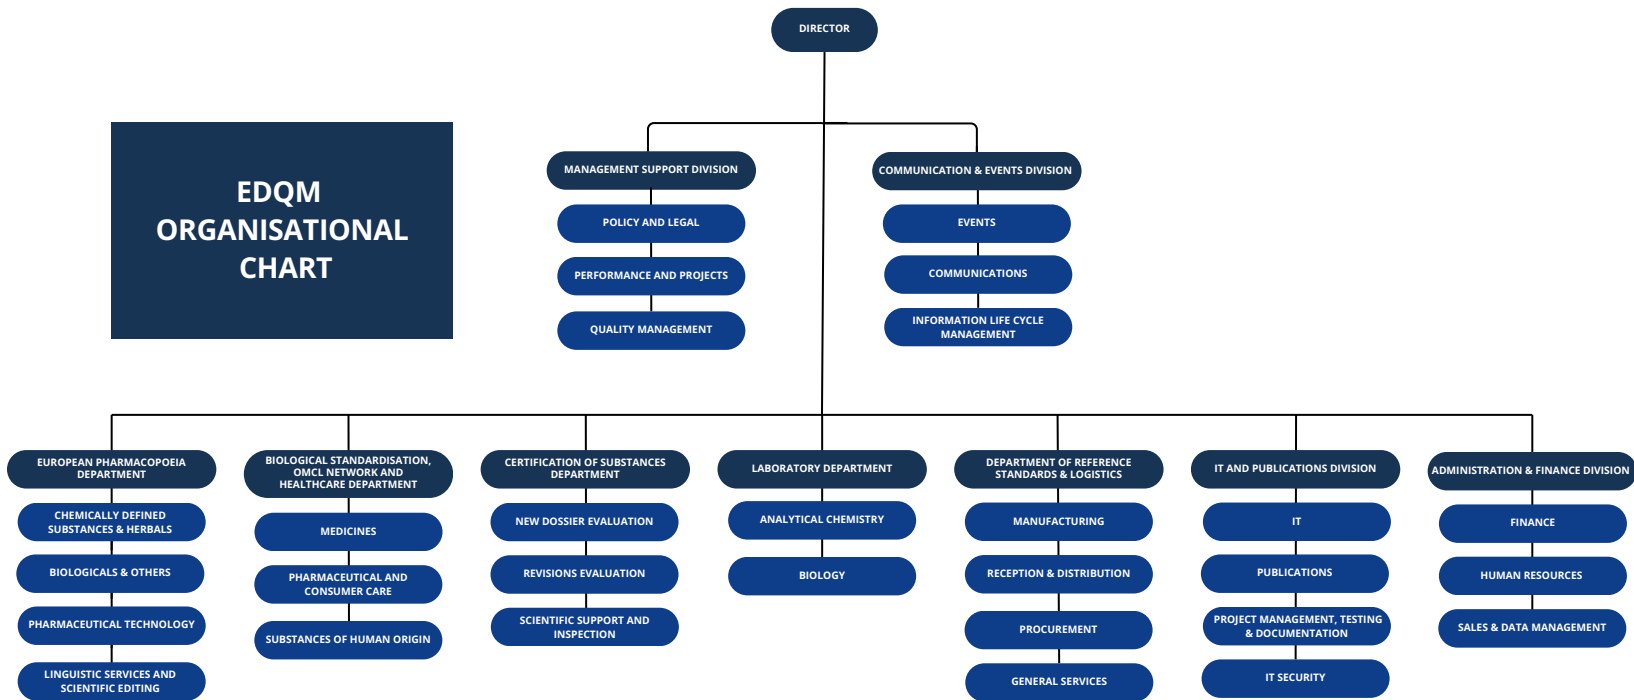 DIRECTOR
EDQM
ORGANISATIONAL
CHART
MANAGEMENT SUPPORT DIVISION
POLICY AND LEGAL
PERFORMANCE AND PROJECTS
QUALITY MANAGEMENT
COMMUNICATION & EVENTS DIVISION
EVENTS
COMMUNICATIONS
INFORMATION LIFE CYCLE
MANAGEMENT
EUROPEAN PHARMACOPOEIA
DEPARTMENT
CHEMICALLY DEFINED
SUBSTANCES & HERBALS
BIOLOGICALS & OTHERS
PHARMACEUTICAL TECHNOLOGY
LINGUISTIC SERVICES AND
SCIENTIFIC EDITING
BIOLOGICAL STANDARDISATION,
OMCL NETWORK AND
HEALTHCARE DEPARTMENT
MEDICINES
PHARMACEUTICAL AND
CONSUMER CARE
SUBSTANCES OF HUMAN ORIGIN
CERTIFICATION OF SUBSTANCES
DEPARTMENT
NEW DOSSIER EVALUATION
REVISIONS EVALUATION
SCIENTIFIC SUPPORT AND
INSPECTION
LABORATORY DEPARTMENT
ANALYTICAL CHEMISTRY
BIOLOGY
DEPARTMENT OF REFERENCE
STANDARDS & LOGISTICS
MANUFACTURING
RECEPTION & DISTRIBUTION
PROCUREMENT
GENERAL SERVICES
IT AND PUBLICATIONS DIVISION
IT
PUBLICATIONS
PROJECT MANAGEMENT, TESTING
& DOCUMENTATION
IT SECURITY
ADMINISTRATION & FINANCE DIVISION
FINANCE
HUMAN RESOURCES
SALES & DATA MANAGEMENT